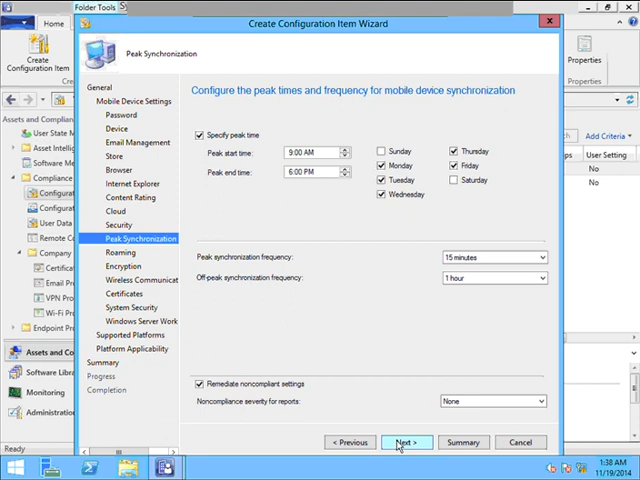 Folder Tools S
Home
Create Configuration Item Wizard
Create
Configuration Item
Properties
Peak Synchronization
General
Mobile Device Settings
Password
Device
Email Management
Store
Browser
Internet Explorer
Content Rating
Cloud
Security
Peak Synchronization
Roaming
Encryption
Wireless Communicat
Certificates
System Security
Windows Server Work
Supported Platforms
Platform Applicability
Summary
Progress
Completion
Configure the peak times and frequency for mobile device synchronization
Specify peak time
Peak start time: 9:00 AM
Peak end time: 6:00 PM
Sunday
Monday
Tuesday
Wednesday
Thursday
Friday
Saturday
Peak synchronization frequency: 15 minutes
Off-peak synchronization frequency: 1 hour
Remediate noncompliant settings
Noncompliance severity for reports: None
< Previous
Next >
Summary
Cancel
Assets and Complian
User State M
Asset Intellig
Software Me
Compliance
Configurat
Configurat
User Data
Remote Co
Company
Certificat
Email Pr
VPN Pro
Wi-Fi Pr
Endpoint Pr
Assets and Co
Software Libra
Monitoring
Administration
Ready
Add Criteria
User Setting
No
No
1:38 AM
11/19/2014